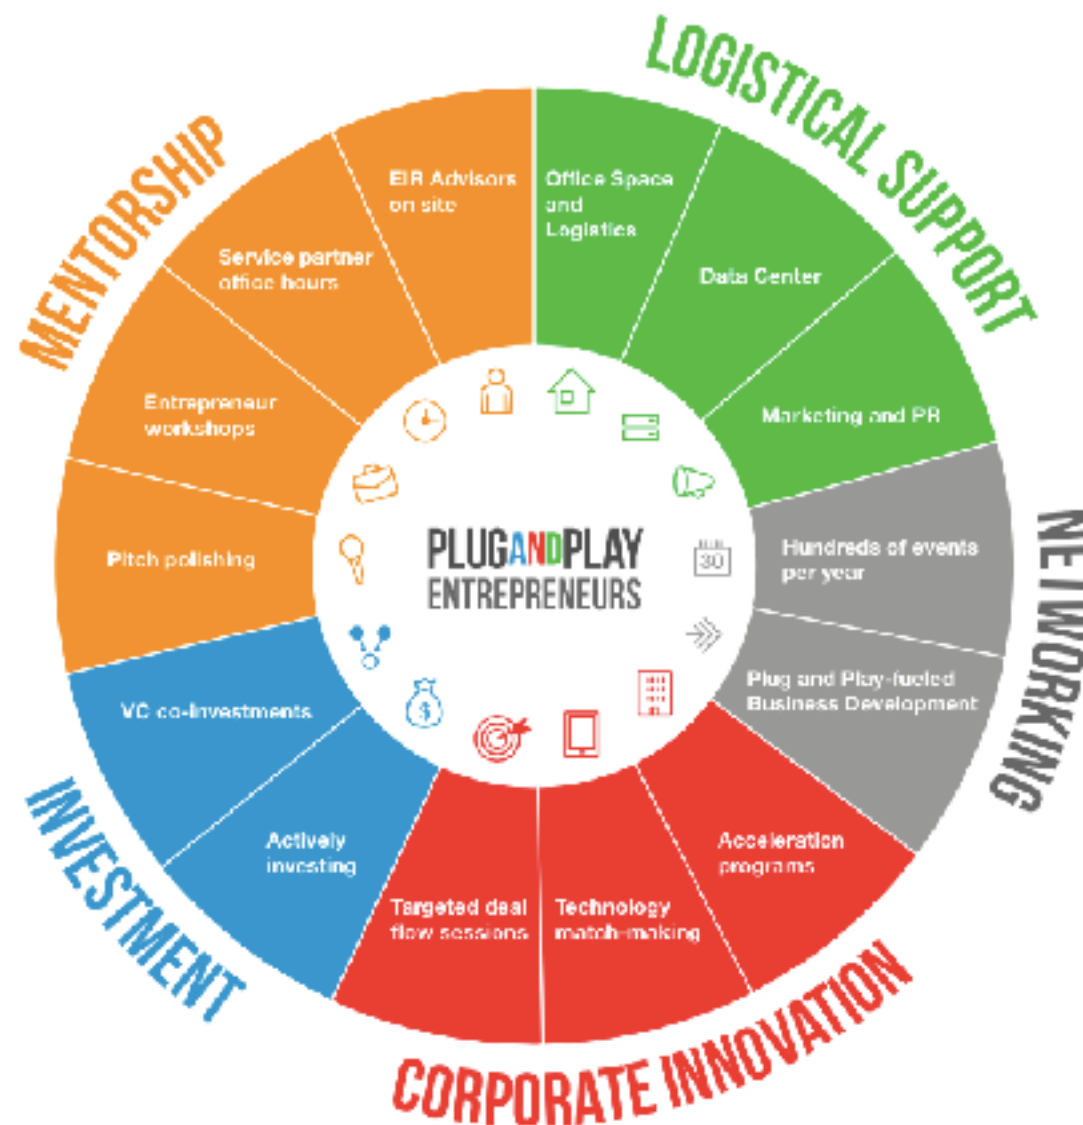 LOGISTICAL SUPPORT
Office Space
and
Logistics
Data Center
Marketing and PR
NETWORKING
Hundreds of events
per year
Plug and Play-fueled
Business Development
CORPORATE INNOVATION
Acceleration
programs
Technology
match-making
Targeted deal
flow sessions
INVESTMENT
Actively
investing
VC co-investments
MENTORSHIP
Pitch polishing
Entrepreneur
workshops
Service partner
office hours
EIR Advisors
on site
30
$
PLUGANDPLAY
ENTREPRENEURS